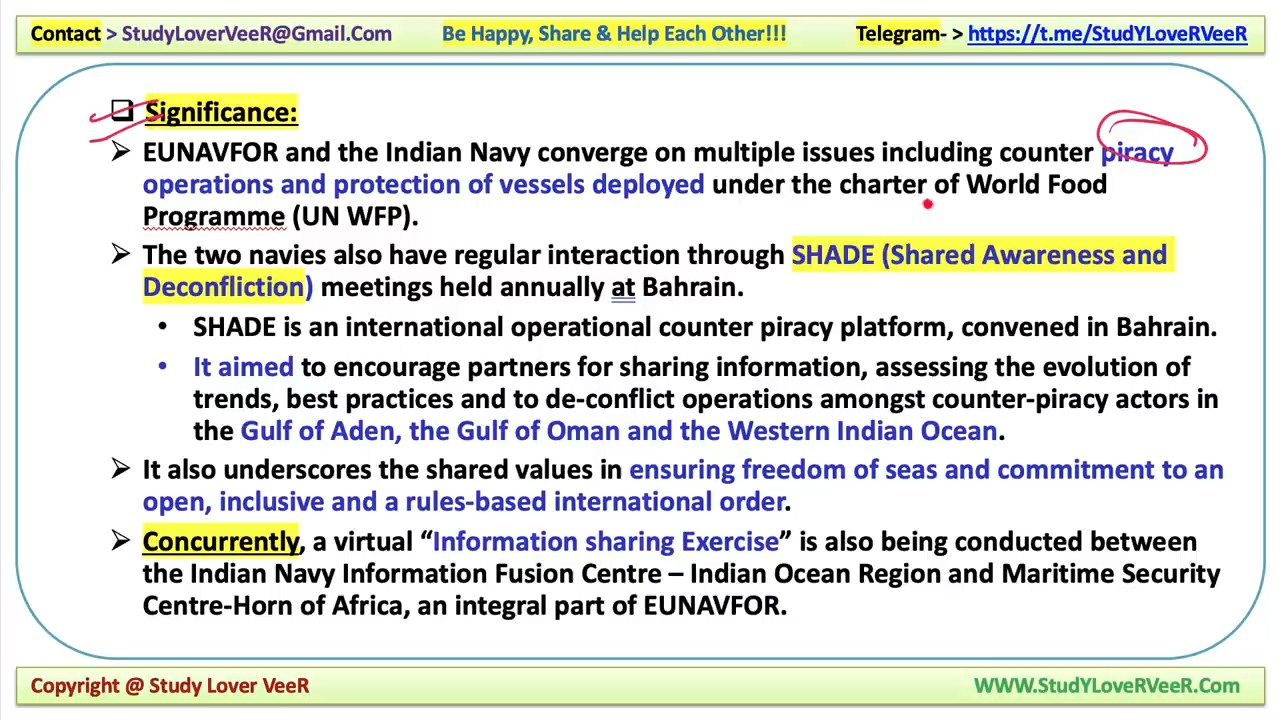 Contact > StudyLoverVeeR@Gmail.Com Be Happy, Share & Help Each Other!!! Telegram- > https://t.me/StudYLoveRVeeR
❑ Significance:
➢ EUNAVFOR and the Indian Navy converge on multiple issues including counter piracy
operations and protection of vessels deployed under the charter of World Food
Programme (UN WFP).
➢ The two navies also have regular interaction through SHADE (Shared Awareness and
Deconfliction) meetings held annually at Bahrain.
• SHADE is an international operational counter piracy platform, convened in Bahrain.
• It aimed to encourage partners for sharing information, assessing the evolution of
trends, best practices and to de-conflict operations amongst counter-piracy actors in
the Gulf of Aden, the Gulf of Oman and the Western Indian Ocean.
➢ It also underscores the shared values in ensuring freedom of seas and commitment to an
open, inclusive and a rules-based international order.
➢ Concurrently, a virtual “Information sharing Exercise” is also being conducted between
the Indian Navy Information Fusion Centre – Indian Ocean Region and Maritime Security
Centre-Horn of Africa, an integral part of EUNAVFOR.
Copyright @ Study Lover VeeR WWW.StudYLoveRVeeR.Com